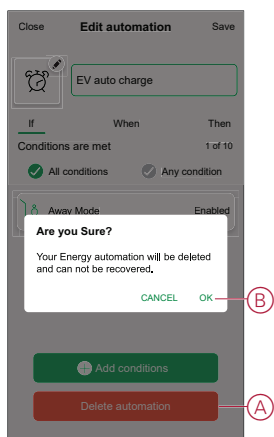 Close Edit automation Save
EV auto charge
If When Then
Conditions are met 1 of 10
All conditions Any condition
Away Mode Enabled
Are you Sure?
Your Energy automation will be deleted
and can not be recovered.
CANCEL OK
B
Add conditions
Delete automation
A